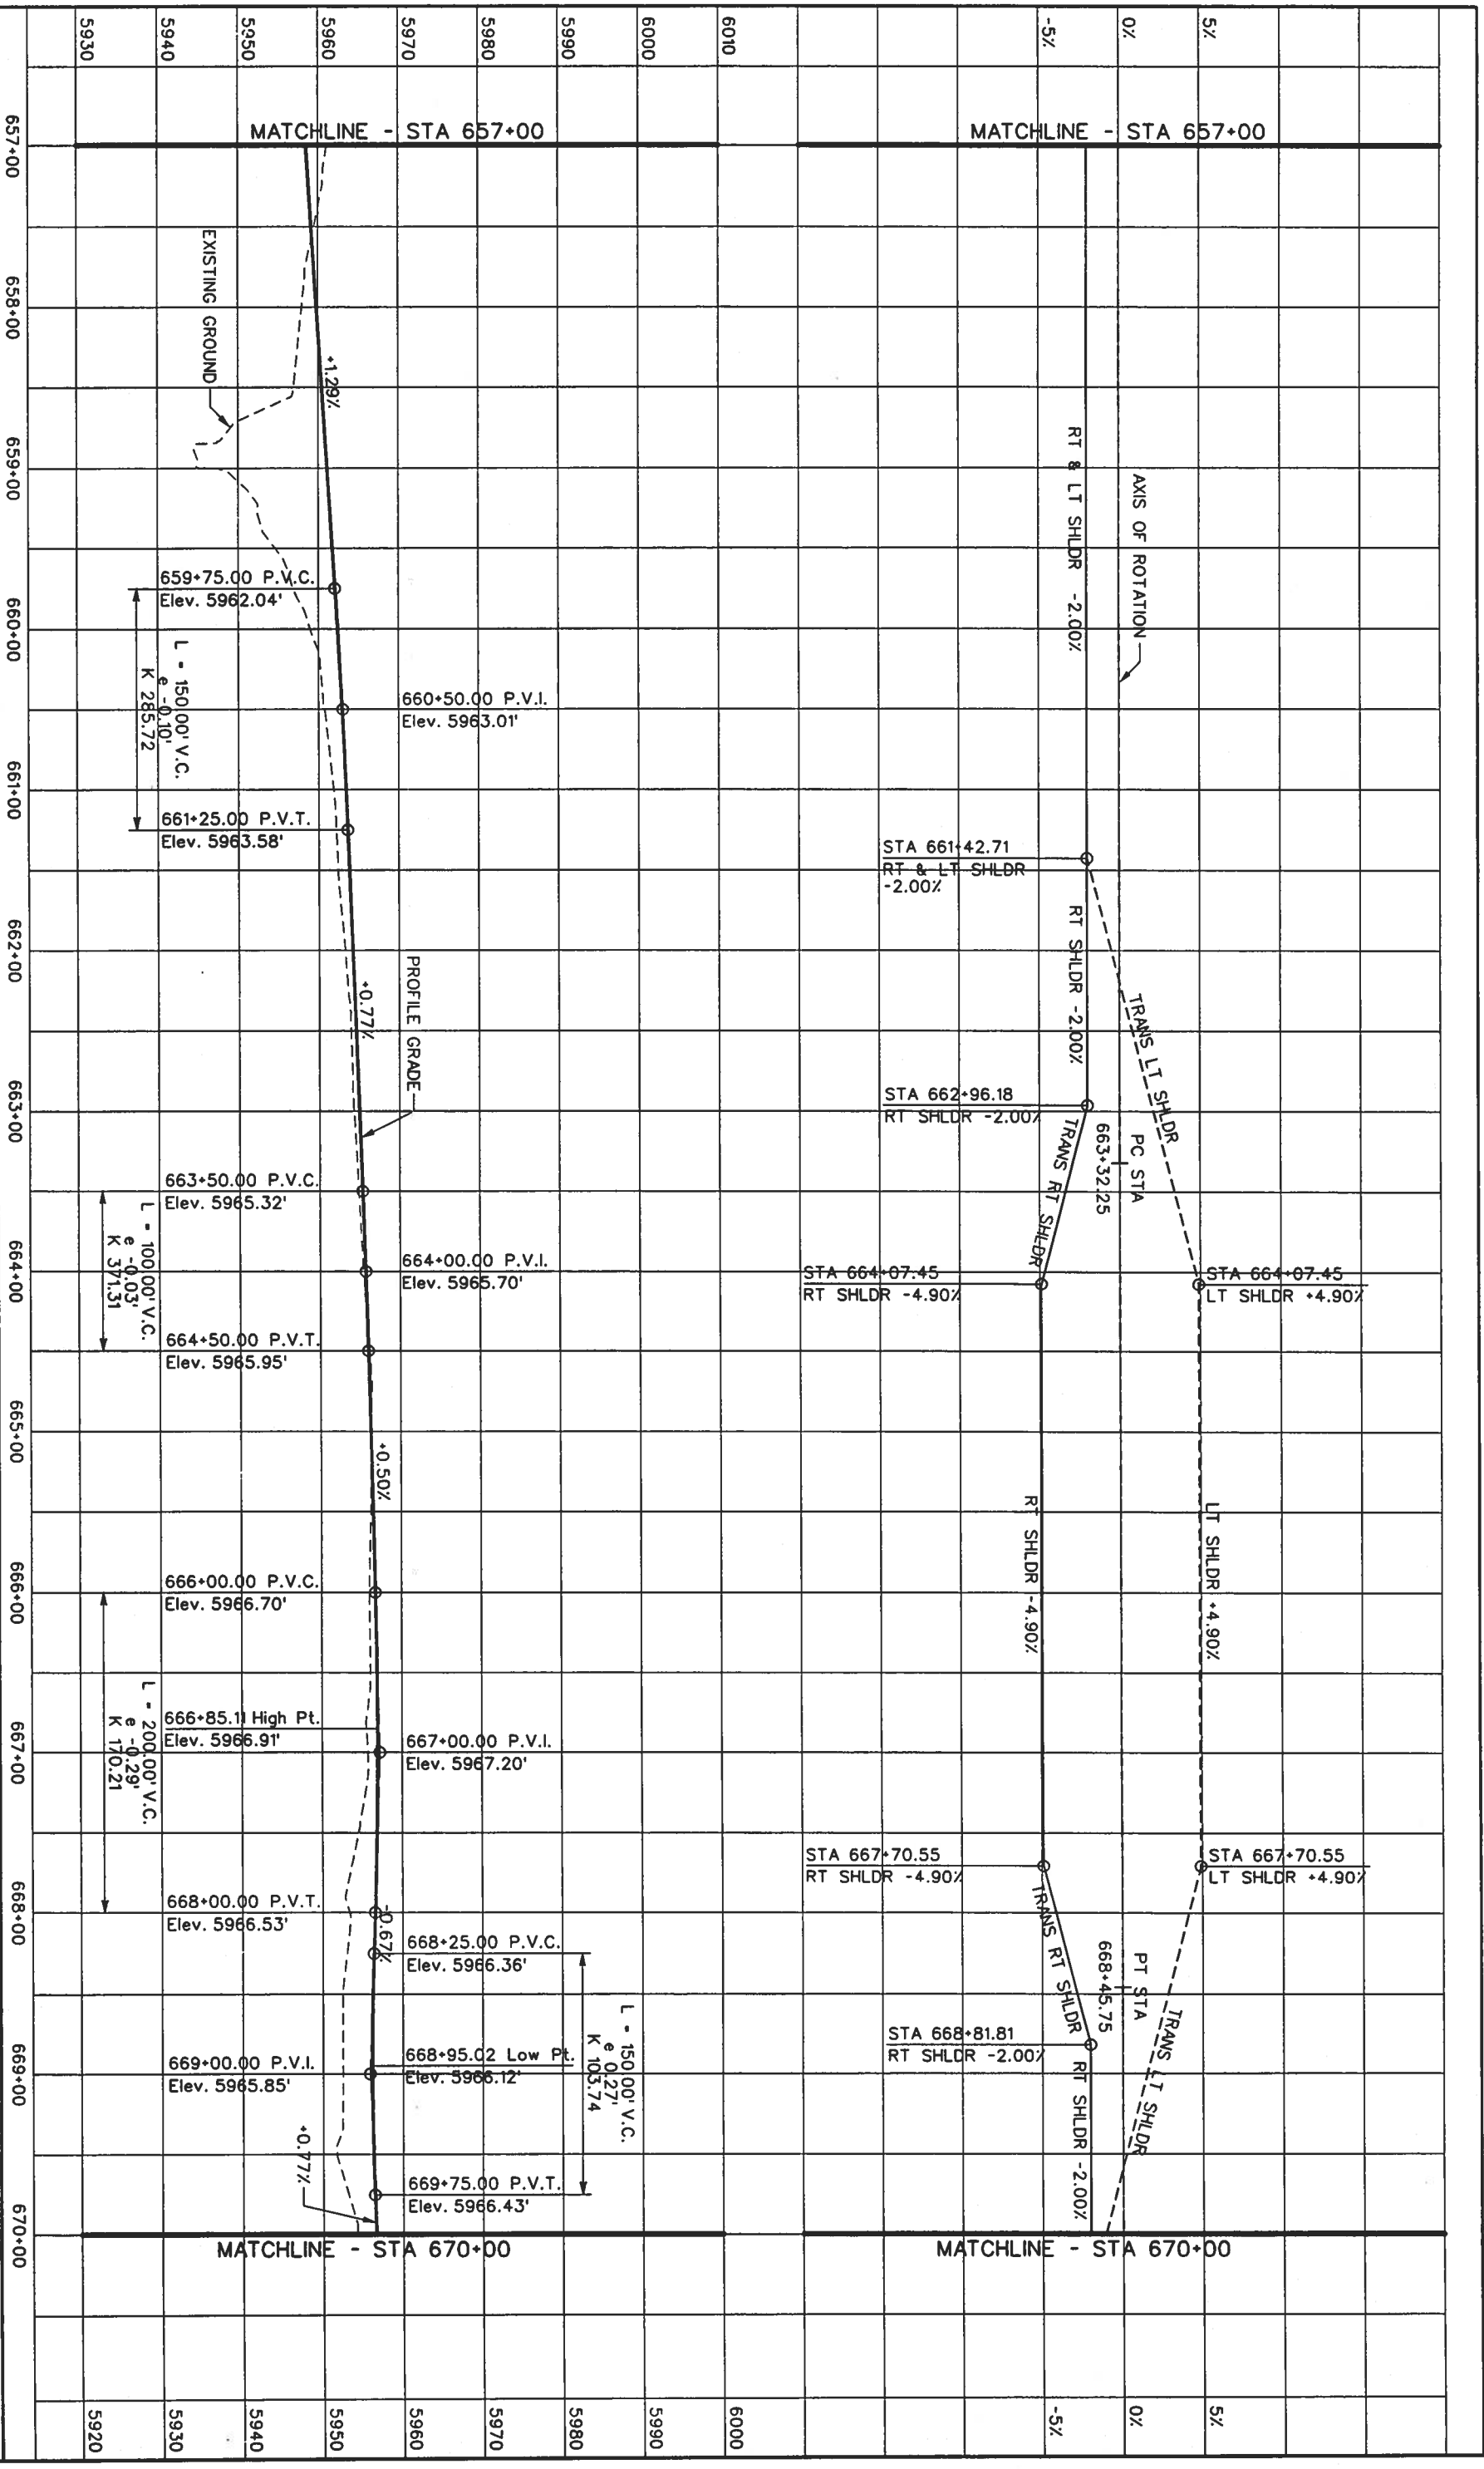 5%
0%
-5%
6010
6000
5990
5980
5970
5960
5950
5940
5930
MATCHLINE - STA 657+00
MATCHLINE - STA 657+00
AXIS OF ROTATION
RT & LT SHLDR -2.00%
STA 661+42.71
RT & LT SHLDR
-2.00%
RT SHLDR -2.00%
TRANS LT SHLDR
STA 662+96.18
RT SHLDR -2.00%
PC STA
663+32.25
TRANS RT SHLDR
STA 664+07.45
RT SHLDR -4.90%
STA 664+07.45
LT SHLDR +4.90%
LT SHLDR +4.90%
RT SHLDR -4.90%
STA 667+70.55
RT SHLDR -4.90%
STA 667+70.55
LT SHLDR +4.90%
TRANS RT SHLDR
PT STA
668+45.75
TRANS LT SHLDR
STA 668+81.81
RT SHLDR -2.00%
RT SHLDR -2.00%
MATCHLINE - STA 670+00
EXISTING GROUND
+1.29%
659+75.00 P.V.C.
Elev. 5962.04'
L = 150.00' V.C.
e -0.10'
K 285.72
660+50.00 P.V.I.
Elev. 5963.01'
661+25.00 P.V.T.
Elev. 5963.58'
+0.77%
PROFILE GRADE
663+50.00 P.V.C.
Elev. 5965.32'
L = 100.00' V.C.
e -0.03'
K 371.31
664+00.00 P.V.I.
Elev. 5965.70'
664+50.00 P.V.T.
Elev. 5965.95'
+0.50%
666+00.00 P.V.C.
Elev. 5966.70'
L = 200.00' V.C.
e -0.29'
K 170.21
666+85.11 High Pt.
Elev. 5966.91'
667+00.00 P.V.I.
Elev. 5967.20'
668+00.00 P.V.T.
Elev. 5966.53'
-0.67%
668+25.00 P.V.C.
Elev. 5966.36'
L = 150.00' V.C.
e 0.27'
K 103.74
668+95.02 Low Pt.
Elev. 5966.12'
669+00.00 P.V.I.
Elev. 5965.85'
669+75.00 P.V.T.
Elev. 5966.43'
+0.77%
MATCHLINE - STA 670+00
5%
0%
-5%
6000
5990
5980
5970
5960
5950
5940
5930
5920
657+00
658+00
659+00
660+00
661+00
662+00
663+00
664+00
665+00
666+00
667+00
668+00
669+00
670+00